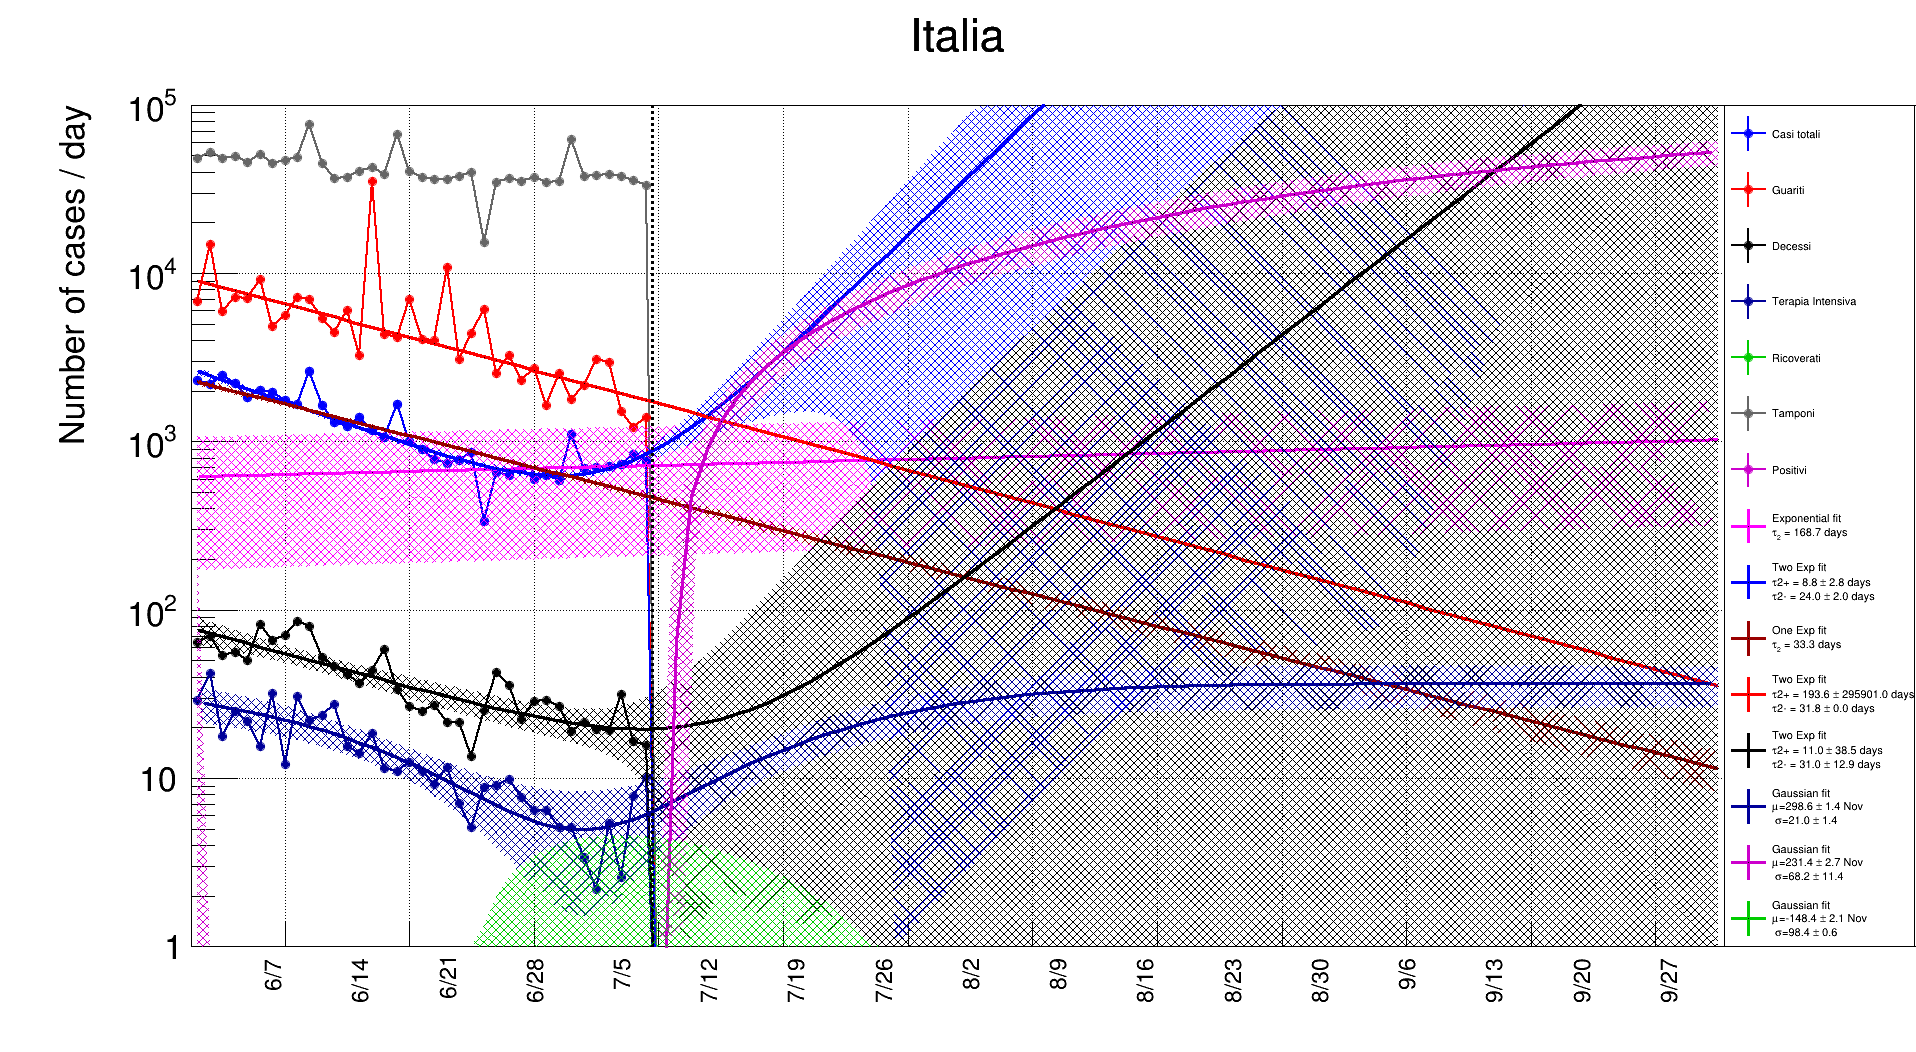 Italia
Number of cases / day
10^5
10^4
10^3
10^2
10
1
6/7
6/14
6/21
6/28
7/5
7/12
7/19
7/26
8/2
8/9
8/16
8/23
8/30
9/6
9/13
9/20
9/27
Casi totali
Guariti
Decessi
Terapia Intensiva
Ricoverati
Tamponi
Positivi
Exponential fit
τ₂ = 168.7 days
Two Exp fit
τ2+ = 8.8 ± 2.8 days
τ2- = 24.0 ± 2.0 days
One Exp fit
τ₂ = 33.3 days
Two Exp fit
τ2+ = 193.6 ± 295901.0 days
τ2- = 31.8 ± 0.0 days
Two Exp fit
τ2+ = 11.0 ± 38.5 days
τ2- = 31.0 ± 12.9 days
Gaussian fit
μ=298.6 ± 1.4 Nov
σ=21.0 ± 1.4
Gaussian fit
μ=231.4 ± 2.7 Nov
σ=68.2 ± 11.4
Gaussian fit
μ=-148.4 ± 2.1 Nov
σ=98.4 ± 0.6